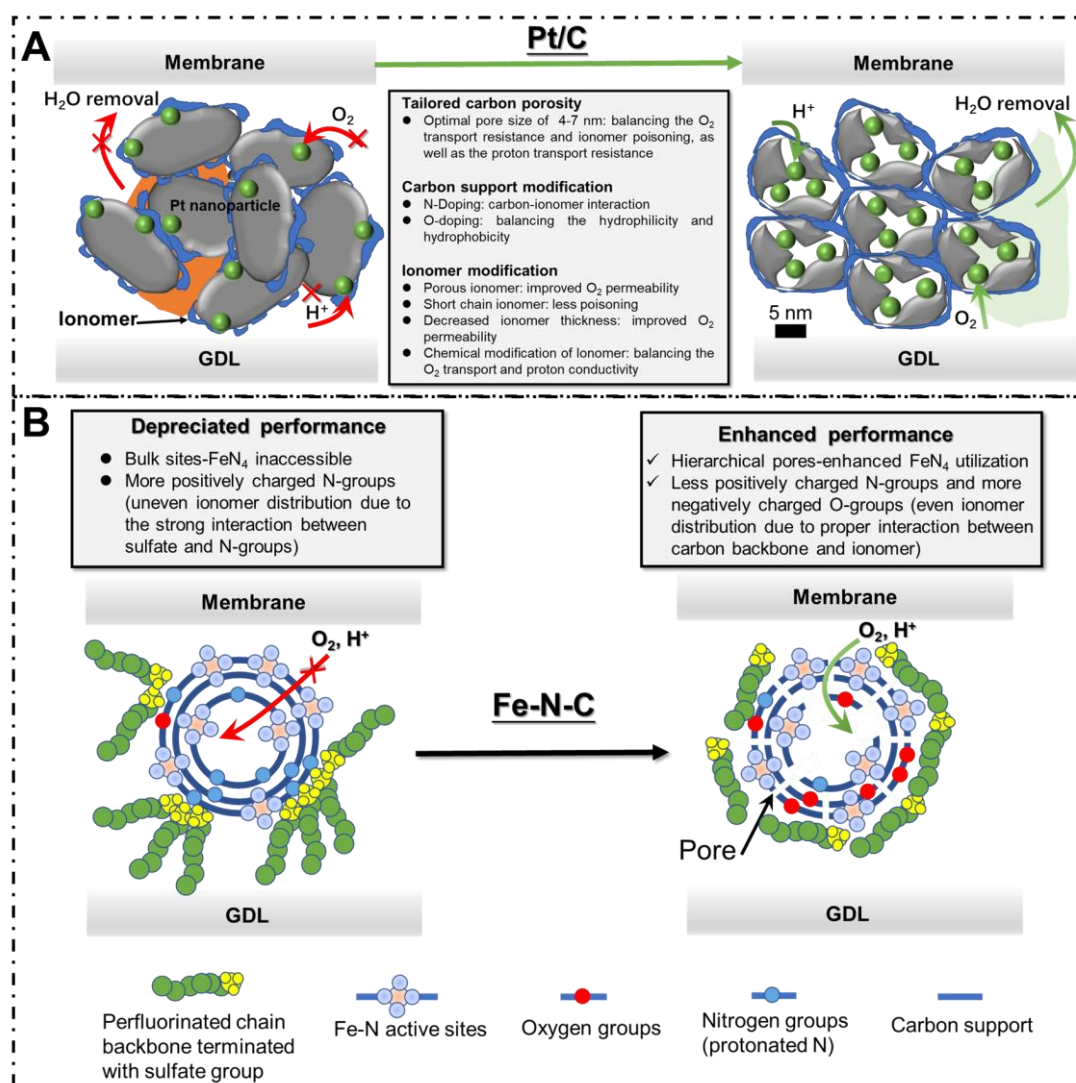 A
Pt/C
Membrane
H₂O removal
O₂
Pt nanoparticle
H⁺
Ionomer
GDL
Tailored carbon porosity
● Optimal pore size of 4-7 nm: balancing the O₂
transport resistance and ionomer poisoning, as
well as the proton transport resistance
Carbon support modification
● N-Doping: carbon-ionomer interaction
● O-doping: balancing the hydrophilicity and
hydrophobicity
Ionomer modification
● Porous ionomer: improved O₂ permeability
● Short chain ionomer: less poisoning
● Decreased ionomer thickness: improved O₂
permeability
● Chemical modification of Ionomer: balancing the
O₂ transport and proton conductivity
Membrane
H⁺
H₂O removal
5 nm
O₂
GDL
B
Depreciated performance
● Bulk sites-FeN₄ inaccessible
● More positively charged N-groups
(uneven ionomer distribution due to
the strong interaction between
sulfate and N-groups)
Enhanced performance
✓ Hierarchical pores-enhanced FeN₄ utilization
✓ Less positively charged N-groups and more
negatively charged O-groups (even ionomer
distribution due to proper interaction between
carbon backbone and ionomer)
Membrane
O₂, H⁺
GDL
Fe-N-C
Membrane
O₂, H⁺
Pore
GDL
Perfluorinated chain
backbone terminated
with sulfate group
Fe-N active sites
Oxygen groups
Nitrogen groups
(protonated N)
Carbon support